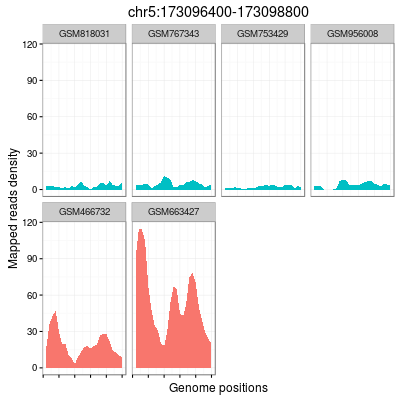 chr5:173096400-173098800
GSM818031 GSM767343 GSM753429 GSM956008
120
90
60
30
0
Mapped reads density
GSM466732 GSM663427
120
90
60
30
0
Genome positions